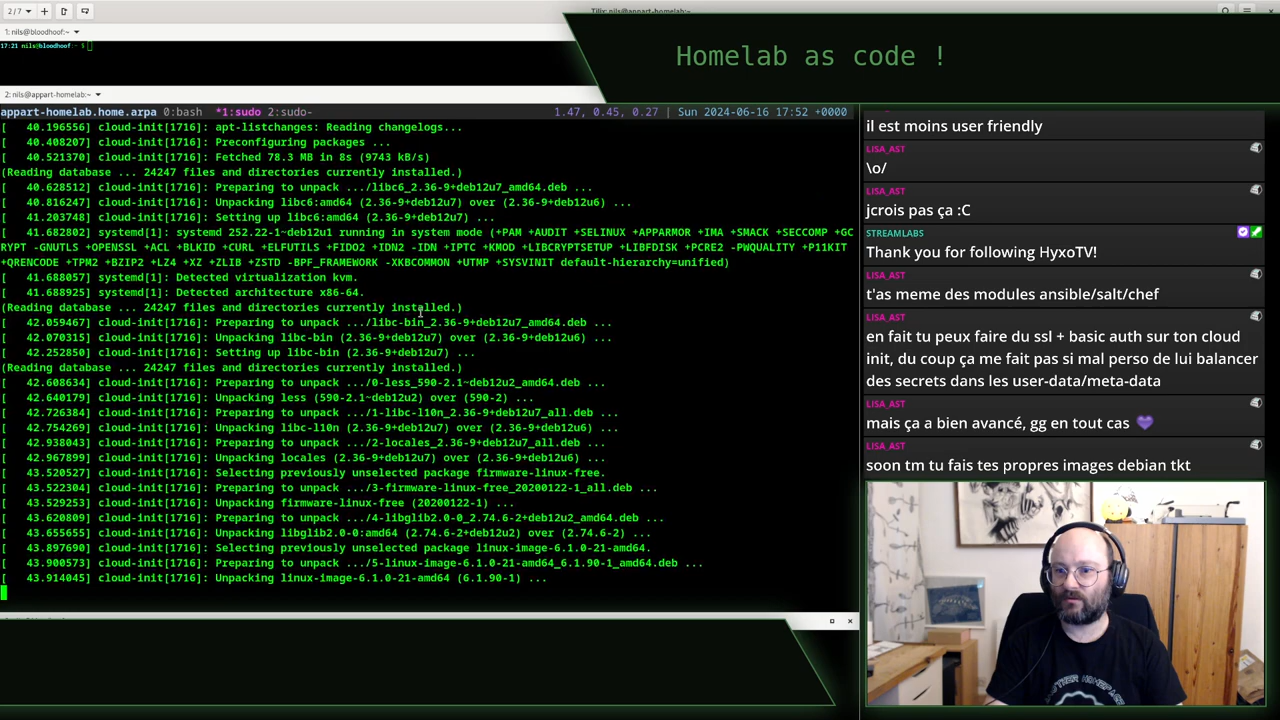 2/7
1: nils@bloodhoof:~
17:21 nils@bloodhoof:~ $
Homelab as code !
2: nils@appart-homelab:~
appart-homelab.home.arpa 0:bash  *1:sudo 2:sudo-  1.47, 0.45, 0.27 | Sun 2024-06-16 17:52 +0000
[   40.196556] cloud-init[1716]: apt-listchanges: Reading changelogs...
[   40.408207] cloud-init[1716]: Preconfiguring packages ...
[   40.521370] cloud-init[1716]: Fetched 78.3 MB in 8s (9743 kB/s)
(Reading database ... 24247 files and directories currently installed.)
[   40.628512] cloud-init[1716]: Preparing to unpack .../libc6_2.36-9+deb12u7_amd64.deb ...
[   40.816247] cloud-init[1716]: Unpacking libc6:amd64 (2.36-9+deb12u7) over (2.36-9+deb12u6) ...
[   41.203748] cloud-init[1716]: Setting up libc6:amd64 (2.36-9+deb12u7) ...
[   41.682802] systemd[1]: systemd 252.22-1~deb12u1 running in system mode (+PAM +AUDIT +SELINUX +APPARMOR +IMA +SMACK +SECCOMP +GC
RYPT -GNUTLS +OPENSSL +ACL +BLKID +CURL +ELFUTILS +FIDO2 +IDN2 -IDN +IPTC +KMOD +LIBCRYPTSETUP +LIBFDISK +PCRE2 -PWQUALITY +P11KIT
+QRENCODE +TPM2 +BZIP2 +LZ4 +XZ +ZLIB +ZSTD -BPF_FRAMEWORK -XKBCOMMON +UTMP +SYSVINIT default-hierarchy=unified)
[   41.688057] systemd[1]: Detected virtualization kvm.
[   41.688925] systemd[1]: Detected architecture x86-64.
(Reading database ... 24247 files and directories currently installed.)
[   42.059467] cloud-init[1716]: Preparing to unpack .../libc-bin_2.36-9+deb12u7_amd64.deb ...
[   42.070315] cloud-init[1716]: Unpacking libc-bin (2.36-9+deb12u7) over (2.36-9+deb12u6) ...
[   42.252850] cloud-init[1716]: Setting up libc-bin (2.36-9+deb12u7) ...
(Reading database ... 24247 files and directories currently installed.)
[   42.608634] cloud-init[1716]: Preparing to unpack .../0-less_590-2.1~deb12u2_amd64.deb ...
[   42.640179] cloud-init[1716]: Unpacking less (590-2.1~deb12u2) over (590-2) ...
[   42.726384] cloud-init[1716]: Preparing to unpack .../1-libc-l10n_2.36-9+deb12u7_all.deb ...
[   42.754269] cloud-init[1716]: Unpacking libc-l10n (2.36-9+deb12u7) over (2.36-9+deb12u6) ...
[   42.938043] cloud-init[1716]: Preparing to unpack .../2-locales_2.36-9+deb12u7_all.deb ...
[   42.967899] cloud-init[1716]: Unpacking locales (2.36-9+deb12u7) over (2.36-9+deb12u6) ...
[   43.520527] cloud-init[1716]: Selecting previously unselected package firmware-linux-free.
[   43.522304] cloud-init[1716]: Preparing to unpack .../3-firmware-linux-free_20200122-1_all.deb ...
[   43.529253] cloud-init[1716]: Unpacking firmware-linux-free (20200122-1) ...
[   43.620809] cloud-init[1716]: Preparing to unpack .../4-libglib2.0-0_2.74.6-2+deb12u2_amd64.deb ...
[   43.655655] cloud-init[1716]: Unpacking libglib2.0-0:amd64 (2.74.6-2+deb12u2) over (2.74.6-2) ...
[   43.897690] cloud-init[1716]: Selecting previously unselected package linux-image-6.1.0-21-amd64.
[   43.900573] cloud-init[1716]: Preparing to unpack .../5-linux-image-6.1.0-21-amd64_6.1.90-1_amd64.deb ...
[   43.914045] cloud-init[1716]: Unpacking linux-image-6.1.0-21-amd64 (6.1.90-1) ...
il est moins user friendly
LISA_AST
\o/
LISA_AST
jcrois pas ça :C
STREAMLABS
Thank you for following HyxoTV!
LISA_AST
t'as meme des modules ansible/salt/chef
LISA_AST
en fait tu peux faire du ssl + basic auth sur ton cloud
init, du coup ça me fait pas si mal perso de lui balancer
des secrets dans les user-data/meta-data
LISA_AST
mais ça a bien avancé, gg en tout cas 💜
LISA_AST
soon tm tu fais tes propres images debian tkt